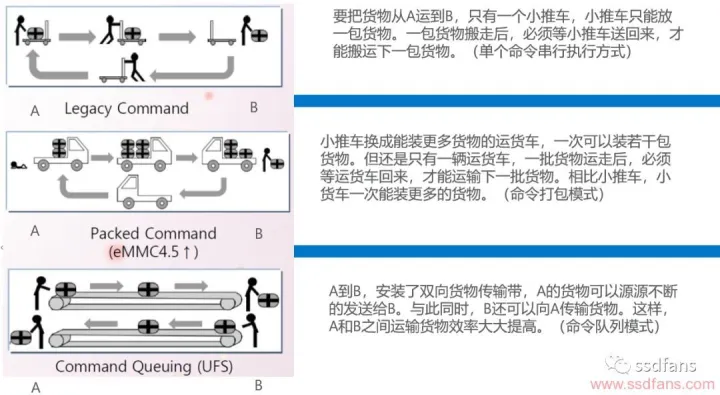 要把货物从A运到B，只有一个小推车，小推车只能放
一包货物。一包货物搬走后，必须等小推车送回来，才
能搬运下一包货物。（单个命令串行执行方式）
A
Legacy Command
B
小推车换成能装更多货物的运货车，一次可以装若干包
货物。但还是只有一辆运货车，一批货物运走后，必须
等运货车回来，才能运输下一批货物。相比小推车，小
货车一次能装更多的货物。（命令打包模式）
A
Packed Command
B
(eMMC4.5↑)
A到B，安装了双向货物传输带，A的货物可以源源不断
的发送给B。与此同时，B还可以向A传输货物。这样，
A和B之间运输货物效率大大提高。（命令队列模式）
Command Queuing (UFS)
A
B
ssdfans
www.ssdfans.com